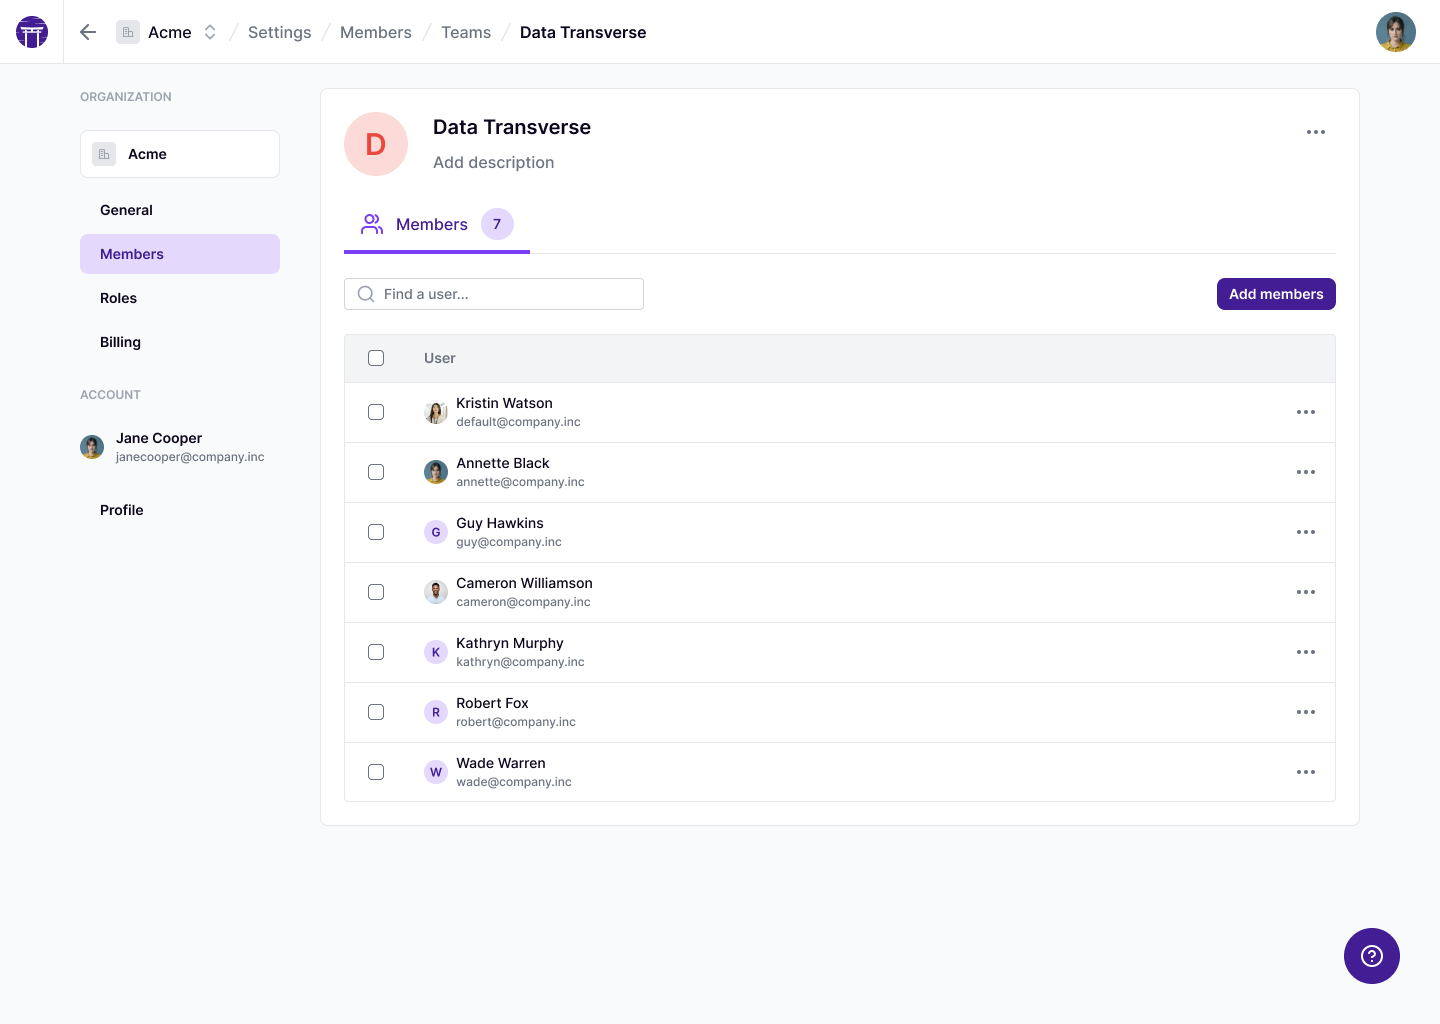 Acme / Settings / Members / Teams / Data Transverse
ORGANIZATION
Acme
General
Members
Roles
Billing
ACCOUNT
Jane Cooper
janecooper@company.inc
Profile
D
Data Transverse
Add description
Members 7
Find a user...
Add members
User
Kristin Watson
default@company.inc
Annette Black
annette@company.inc
G
Guy Hawkins
guy@company.inc
Cameron Williamson
cameron@company.inc
K
Kathryn Murphy
kathryn@company.inc
R
Robert Fox
robert@company.inc
W
Wade Warren
wade@company.inc